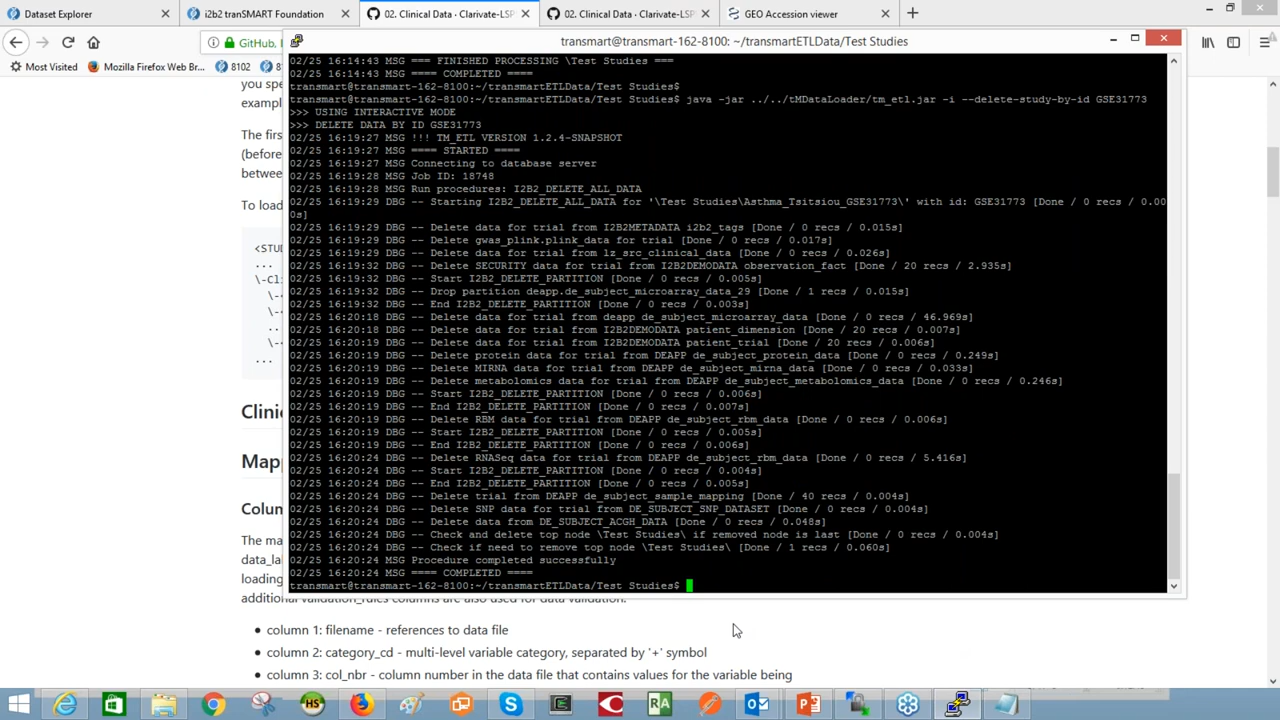 Dataset Explorer
i2b2 tranSMART Foundation
02. Clinical Data · Clarivate-LSP
02. Clinical Data · Clarivate-LSP
GEO Accession viewer
GitHub,
Most Visited
Mozilla Firefox Web Br
8102
transmart@transmart-162-8100: ~/transmartETLData/Test Studies
02/25 16:14:43 MSG === FINISHED PROCESSING \Test Studies ===
02/25 16:14:43 MSG ==== COMPLETED ====
transmart@transmart-162-8100:~/transmartETLData/Test Studies$
transmart@transmart-162-8100:~/transmartETLData/Test Studies$ java -jar ../../tMDataLoader/tm_etl.jar -i --delete-study-by-id GSE31773
>>> USING INTERACTIVE MODE
>>> DELETE DATA BY ID GSE31773
02/25 16:19:27 MSG !!! TM_ETL VERSION 1.2.4-SNAPSHOT
02/25 16:19:27 MSG ==== STARTED ====
02/25 16:19:27 MSG Connecting to database server
02/25 16:19:28 MSG Job ID: 18748
02/25 16:19:28 MSG Run procedures: I2B2_DELETE_ALL_DATA
02/25 16:19:29 DBG -- Starting I2B2_DELETE_ALL_DATA for '\Test Studies\Asthma_Tsitsiou_GSE31773\' with id: GSE31773 [Done / 0 recs / 0.00
0s]
02/25 16:19:29 DBG -- Delete data for trial from I2B2METADATA i2b2_tags [Done / 0 recs / 0.015s]
02/25 16:19:29 DBG -- Delete gwas_plink.plink_data for trial [Done / 0 recs / 0.017s]
02/25 16:19:29 DBG -- Delete data for trial from lz_src_clinical_data [Done / 0 recs / 0.026s]
02/25 16:19:32 DBG -- Delete SECURITY data for trial from I2B2DEMODATA observation_fact [Done / 20 recs / 2.935s]
02/25 16:19:32 DBG -- Start I2B2_DELETE_PARTITION [Done / 0 recs / 0.005s]
02/25 16:19:32 DBG -- Drop partition deapp.de_subject_microarray_data_29 [Done / 1 recs / 0.015s]
02/25 16:19:32 DBG -- End I2B2_DELETE_PARTITION [Done / 0 recs / 0.003s]
02/25 16:20:18 DBG -- Delete data for trial from deapp de_subject_microarray_data [Done / 0 recs / 46.969s]
02/25 16:20:18 DBG -- Delete data for trial from I2B2DEMODATA patient_dimension [Done / 20 recs / 0.007s]
02/25 16:20:19 DBG -- Delete data for trial from I2B2DEMODATA patient_trial [Done / 20 recs / 0.006s]
02/25 16:20:19 DBG -- Delete protein data for trial from DEAPP de_subject_protein_data [Done / 0 recs / 0.249s]
02/25 16:20:19 DBG -- Delete MIRNA data for trial from DEAPP de_subject_mirna_data [Done / 0 recs / 0.033s]
02/25 16:20:19 DBG -- Delete metabolomics data for trial from DEAPP de_subject_metabolomics_data [Done / 0 recs / 0.246s]
02/25 16:20:19 DBG -- Start I2B2_DELETE_PARTITION [Done / 0 recs / 0.006s]
02/25 16:20:19 DBG -- End I2B2_DELETE_PARTITION [Done / 0 recs / 0.007s]
02/25 16:20:19 DBG -- Delete RBM data for trial from DEAPP de_subject_rbm_data [Done / 0 recs / 0.006s]
02/25 16:20:19 DBG -- Start I2B2_DELETE_PARTITION [Done / 0 recs / 0.005s]
02/25 16:20:19 DBG -- End I2B2_DELETE_PARTITION [Done / 0 recs / 0.006s]
02/25 16:20:24 DBG -- Delete RNASeq data for trial from DEAPP de_subject_rbm_data [Done / 0 recs / 5.416s]
02/25 16:20:24 DBG -- Start I2B2_DELETE_PARTITION [Done / 0 recs / 0.004s]
02/25 16:20:24 DBG -- End I2B2_DELETE_PARTITION [Done / 0 recs / 0.005s]
02/25 16:20:24 DBG -- Delete trial from DEAPP de_subject_sample_mapping [Done / 40 recs / 0.004s]
02/25 16:20:24 DBG -- Delete SNP data for trial from DE_SUBJECT_SNP_DATASET [Done / 0 recs / 0.004s]
02/25 16:20:24 DBG -- Delete data from DE_SUBJECT_ACGH_DATA [Done / 0 recs / 0.048s]
02/25 16:20:24 DBG -- Check and delete top node \Test Studies\ if removed node is last [Done / 0 recs / 0.004s]
02/25 16:20:24 DBG -- Check if need to remove top node \Test Studies\ [Done / 1 recs / 0.060s]
02/25 16:20:24 MSG Procedure completed successfully
02/25 16:20:24 MSG ==== COMPLETED ====
transmart@transmart-162-8100:~/transmartETLData/Test Studies$
you spe
exampl
The firs
(before
betwee
To load
<STUD
...
\-Cl
\-
\-
\-
\-
...
Clinic
Mapp
Colum
The ma
data_lab
loading
additional validation_rules columns are also used for data validation.
column 1: filename - references to data file
column 2: category_cd - multi-level variable category, separated by '+' symbol
column 3: col_nbr - column number in the data file that contains values for the variable being